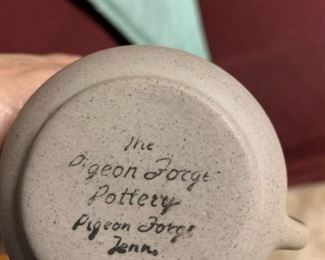 The
Pigeon Forge
Pottery
Pigeon Forge
Tenn.